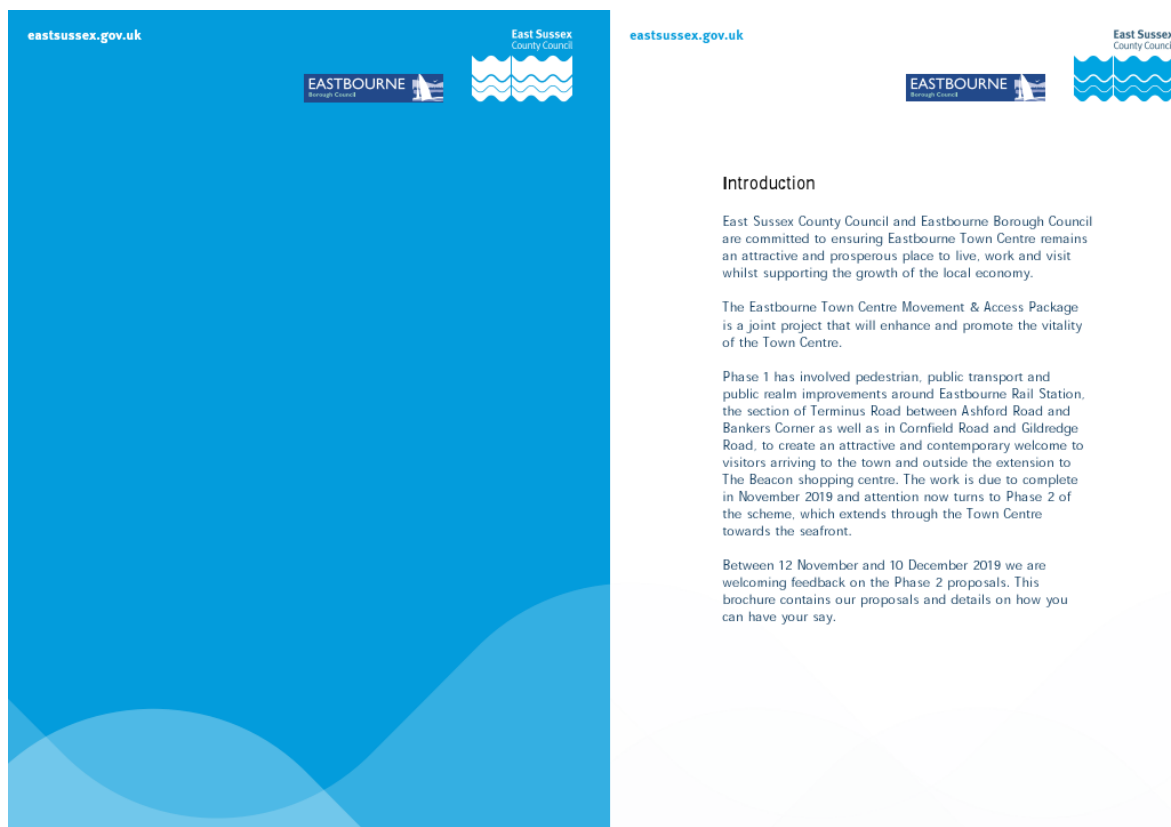 eastsussex.gov.uk
East Sussex
County Council
EASTBOURNE
Borough Council
eastsussex.gov.uk
East Sussex
County Counci
EASTBOURNE
Borough Council
Introduction
East Sussex County Council and Eastbourne Borough Council
are committed to ensuring Eastbourne Town Centre remains
an attractive and prosperous place to live, work and visit
whilst supporting the growth of the local economy.
The Eastbourne Town Centre Movement & Access Package
is a joint project that will enhance and promote the vitality
of the Town Centre.
Phase 1 has involved pedestrian, public transport and
public realm improvements around Eastbourne Rail Station,
the section of Terminus Road between Ashford Road and
Bankers Corner as well as in Cornfield Road and Gildredge
Road, to create an attractive and contemporary welcome to
visitors arriving to the town and outside the extension to
The Beacon shopping centre. The work is due to complete
in November 2019 and attention now turns to Phase 2 of
the scheme, which extends through the Town Centre
towards the seafront.
Between 12 November and 10 December 2019 we are
welcoming feedback on the Phase 2 proposals. This
brochure contains our proposals and details on how you
can have your say.